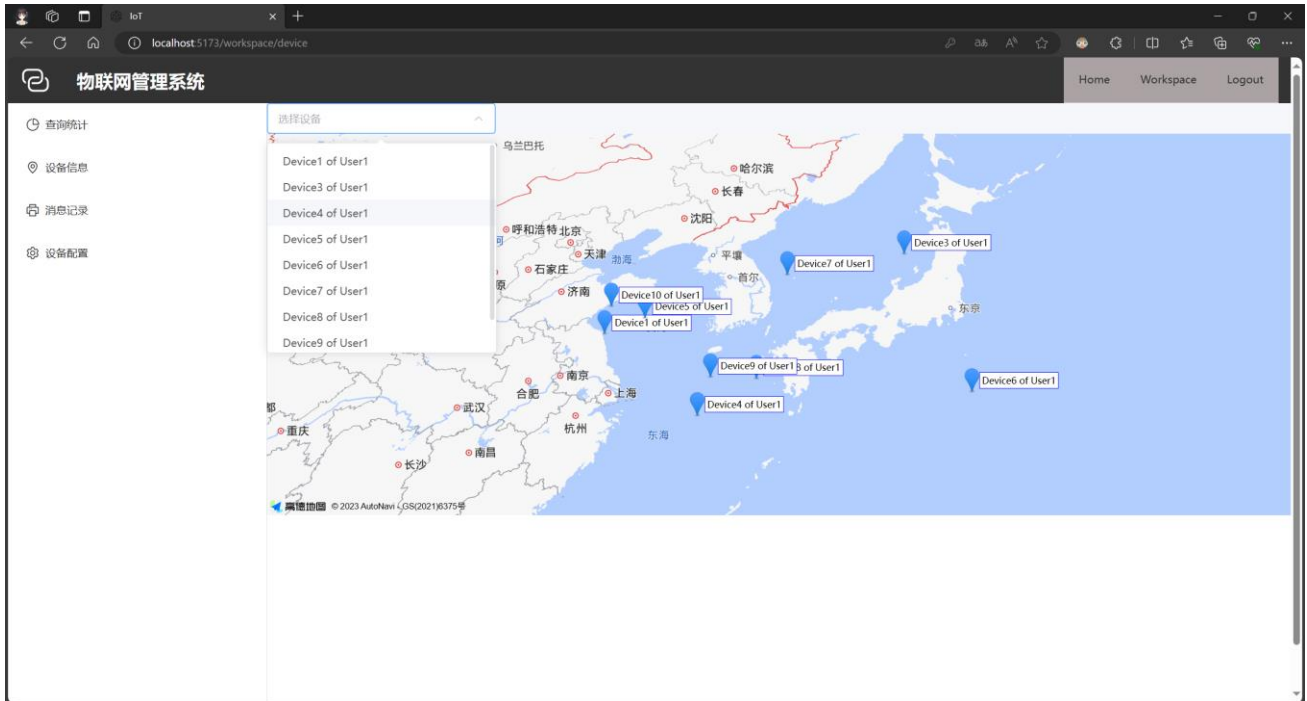 IoT
localhost:5173/workspace/device
物联网管理系统
Home Workspace Logout
查询统计
设备信息
消息记录
设备配置
选择设备
Device1 of User1
Device3 of User1
Device4 of User1
Device5 of User1
Device6 of User1
Device7 of User1
Device8 of User1
Device9 of User1
乌兰巴托
哈尔滨
长春
沈阳
呼和浩特
北京
天津
渤海
平壤
石家庄
首尔
济南
东京
Device3 of User1
Device7 of User1
Device10 of User1
Device5 of User1
Device1 of User1
Device9 of User1
of User1
Device6 of User1
Device4 of User1
南京
合肥
上海
武汉
杭州
重庆
东海
南昌
长沙
高德地图 © 2023 AutoNavi - GS(2021)6375号